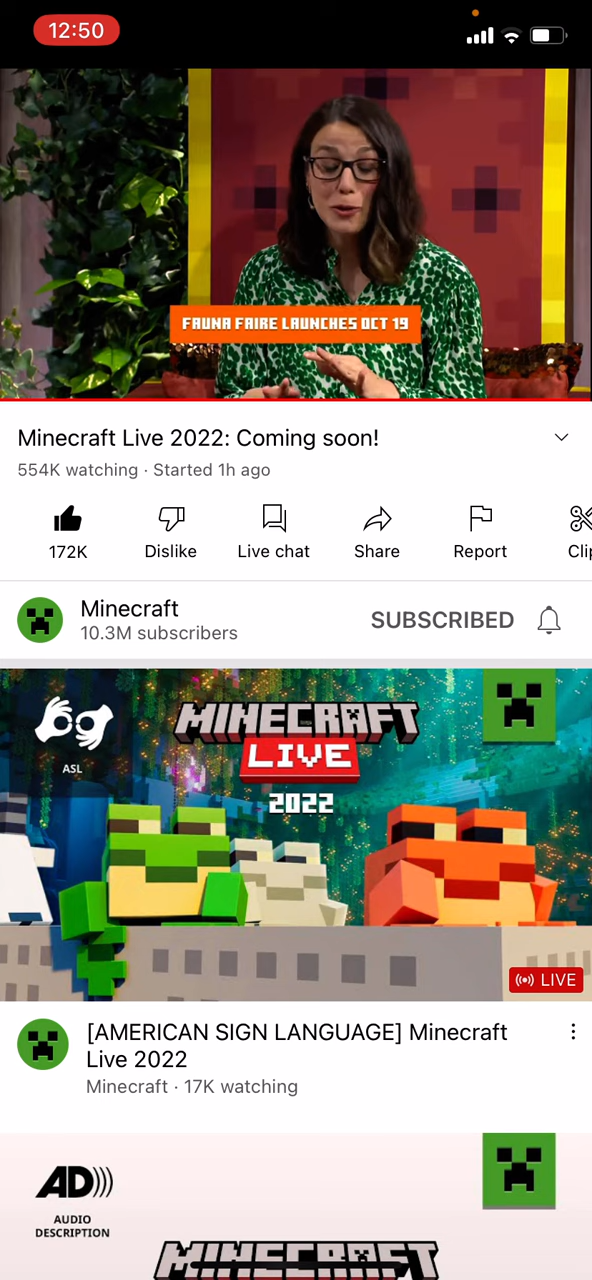 12:50
FAUNA FAIRE LAUNCHES OCT 19
Minecraft Live 2022: Coming soon!
554K watching · Started 1h ago
172K
Dislike
Live chat
Share
Report
Clip
Minecraft
10.3M subscribers
SUBSCRIBED
ASL
MINECRAFT
LIVE
2022
LIVE
[AMERICAN SIGN LANGUAGE] Minecraft
Live 2022
Minecraft · 17K watching
AD
AUDIO
DESCRIPTION
MINECRAFT